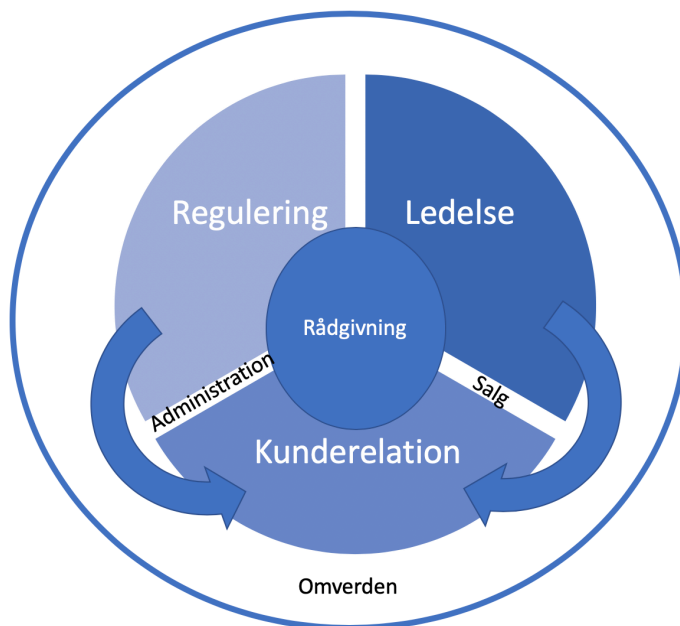 Regulering
Ledelse
Rådgivning
Administration
Salg
Kunderelation
Omverden